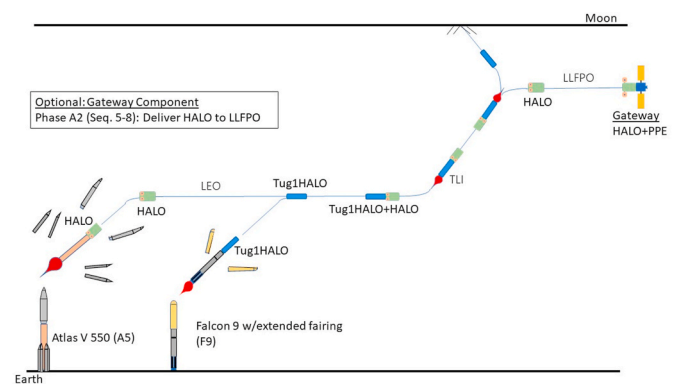 Moon
LLFPO
HALO
Gateway
HALO+PPE
Optional: Gateway Component
Phase A2 (Seq. 5-8): Deliver HALO to LLFPO
TLI
LEO
Tug1HALO
HALO
Tug1HALO+HALO
HALO
Tug1HALO
Atlas V 550 (A5)
Falcon 9 w/extended fairing
(F9)
Earth